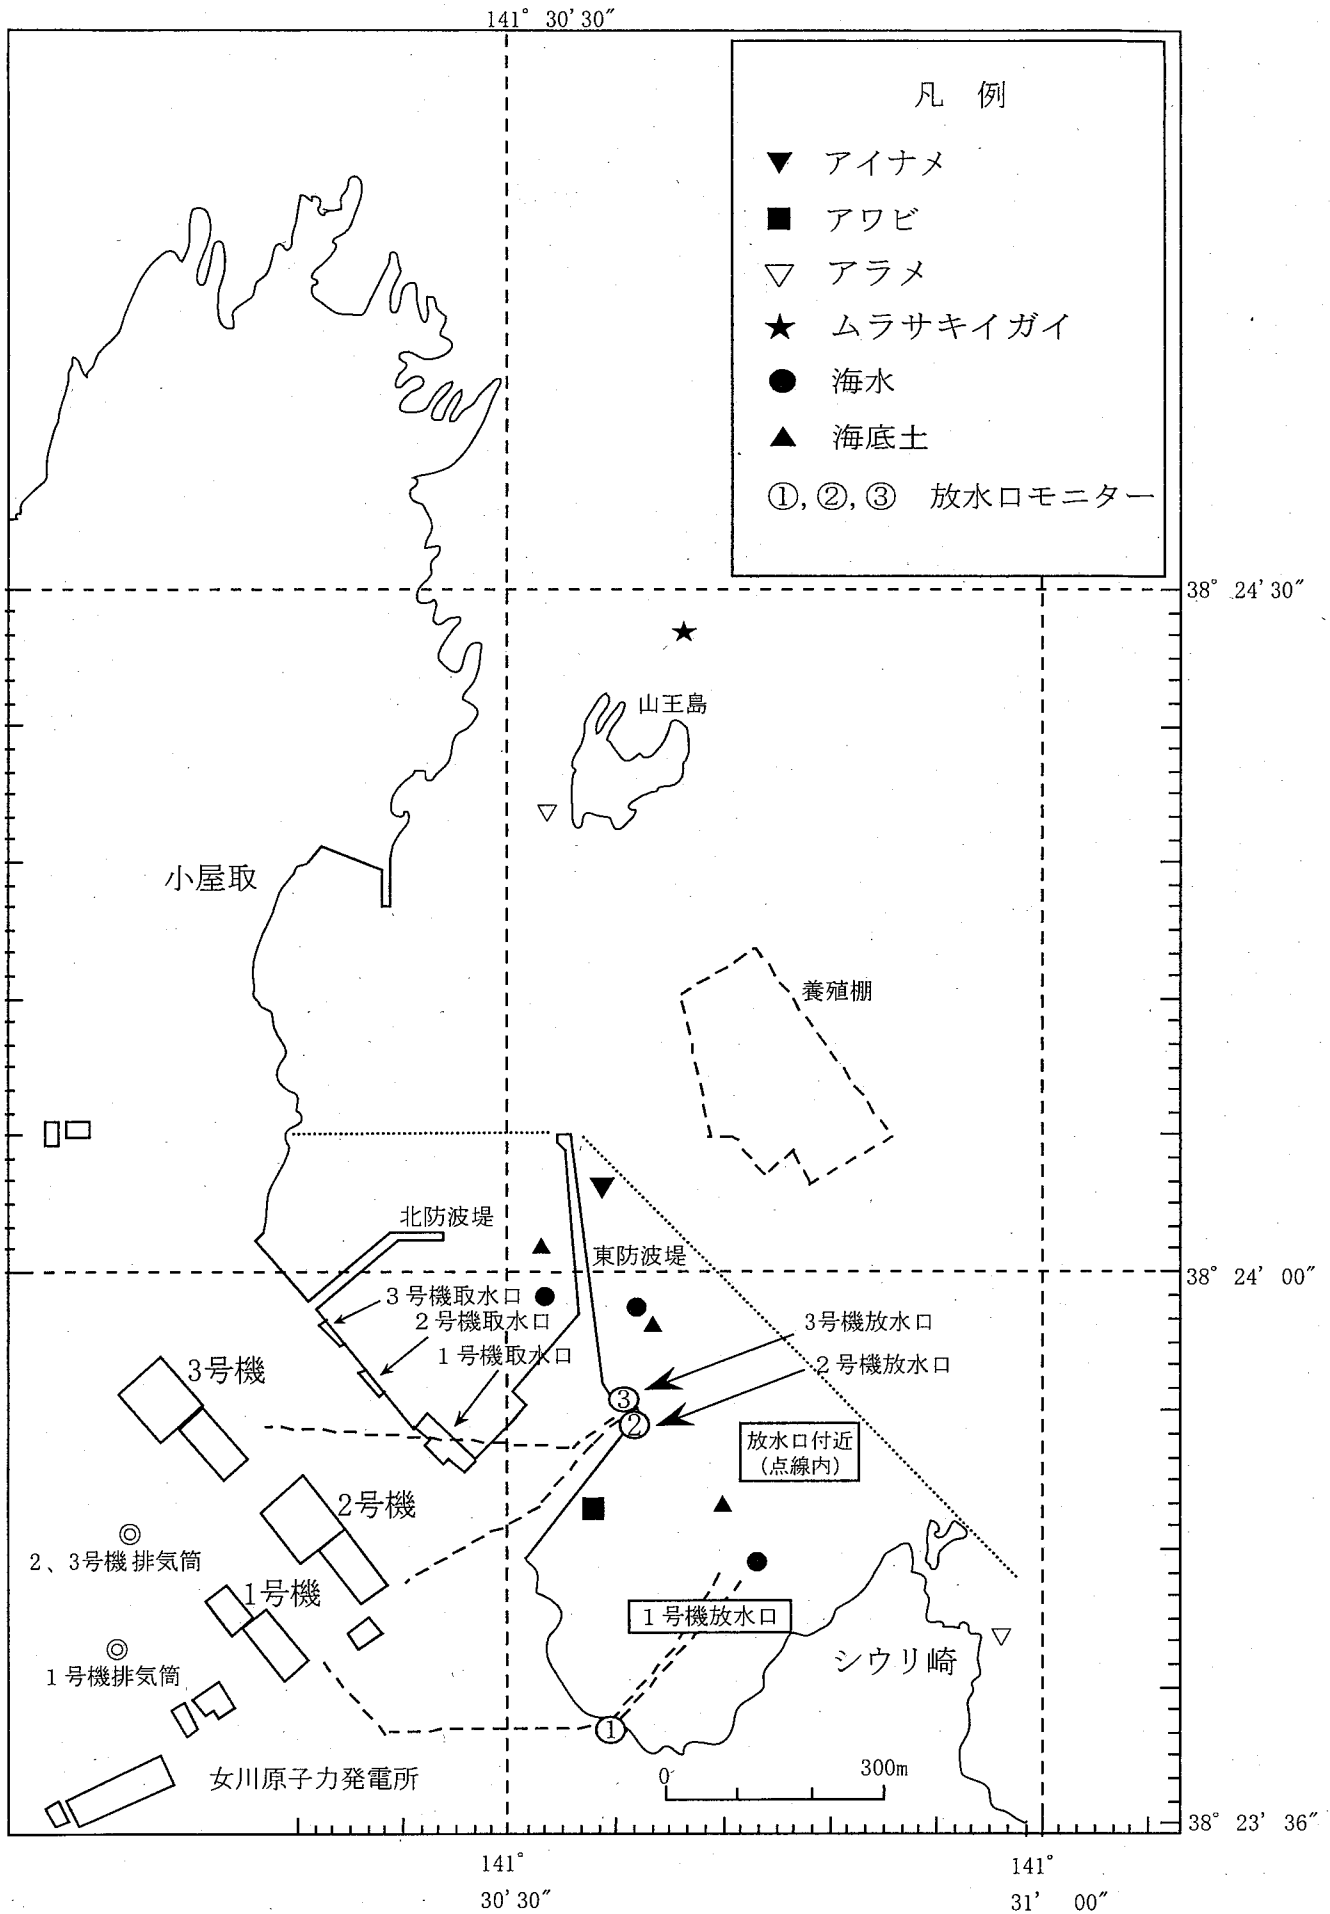 141° 30′30″
凡 例
▼ アイナメ
■ アワビ
▽ アラメ
★ ムラサキイガイ
● 海水
▲ 海底土
①,②,③ 放水口モニター
38° 24′30″
山王島
小屋取
養殖棚
北防波堤
東防波堤
38° 24′ 00″
3号機取水口
2号機取水口
1号機取水口
3号機放水口
2号機放水口
3号機
③
②
放水口付近
(点線内)
2号機
2、3号機排気筒
1号機
1号機放水口
シウリ崎
1号機排気筒
①
女川原子力発電所
0 300m
38° 23′ 36″
141°
30′30″
141°
31′ 00″